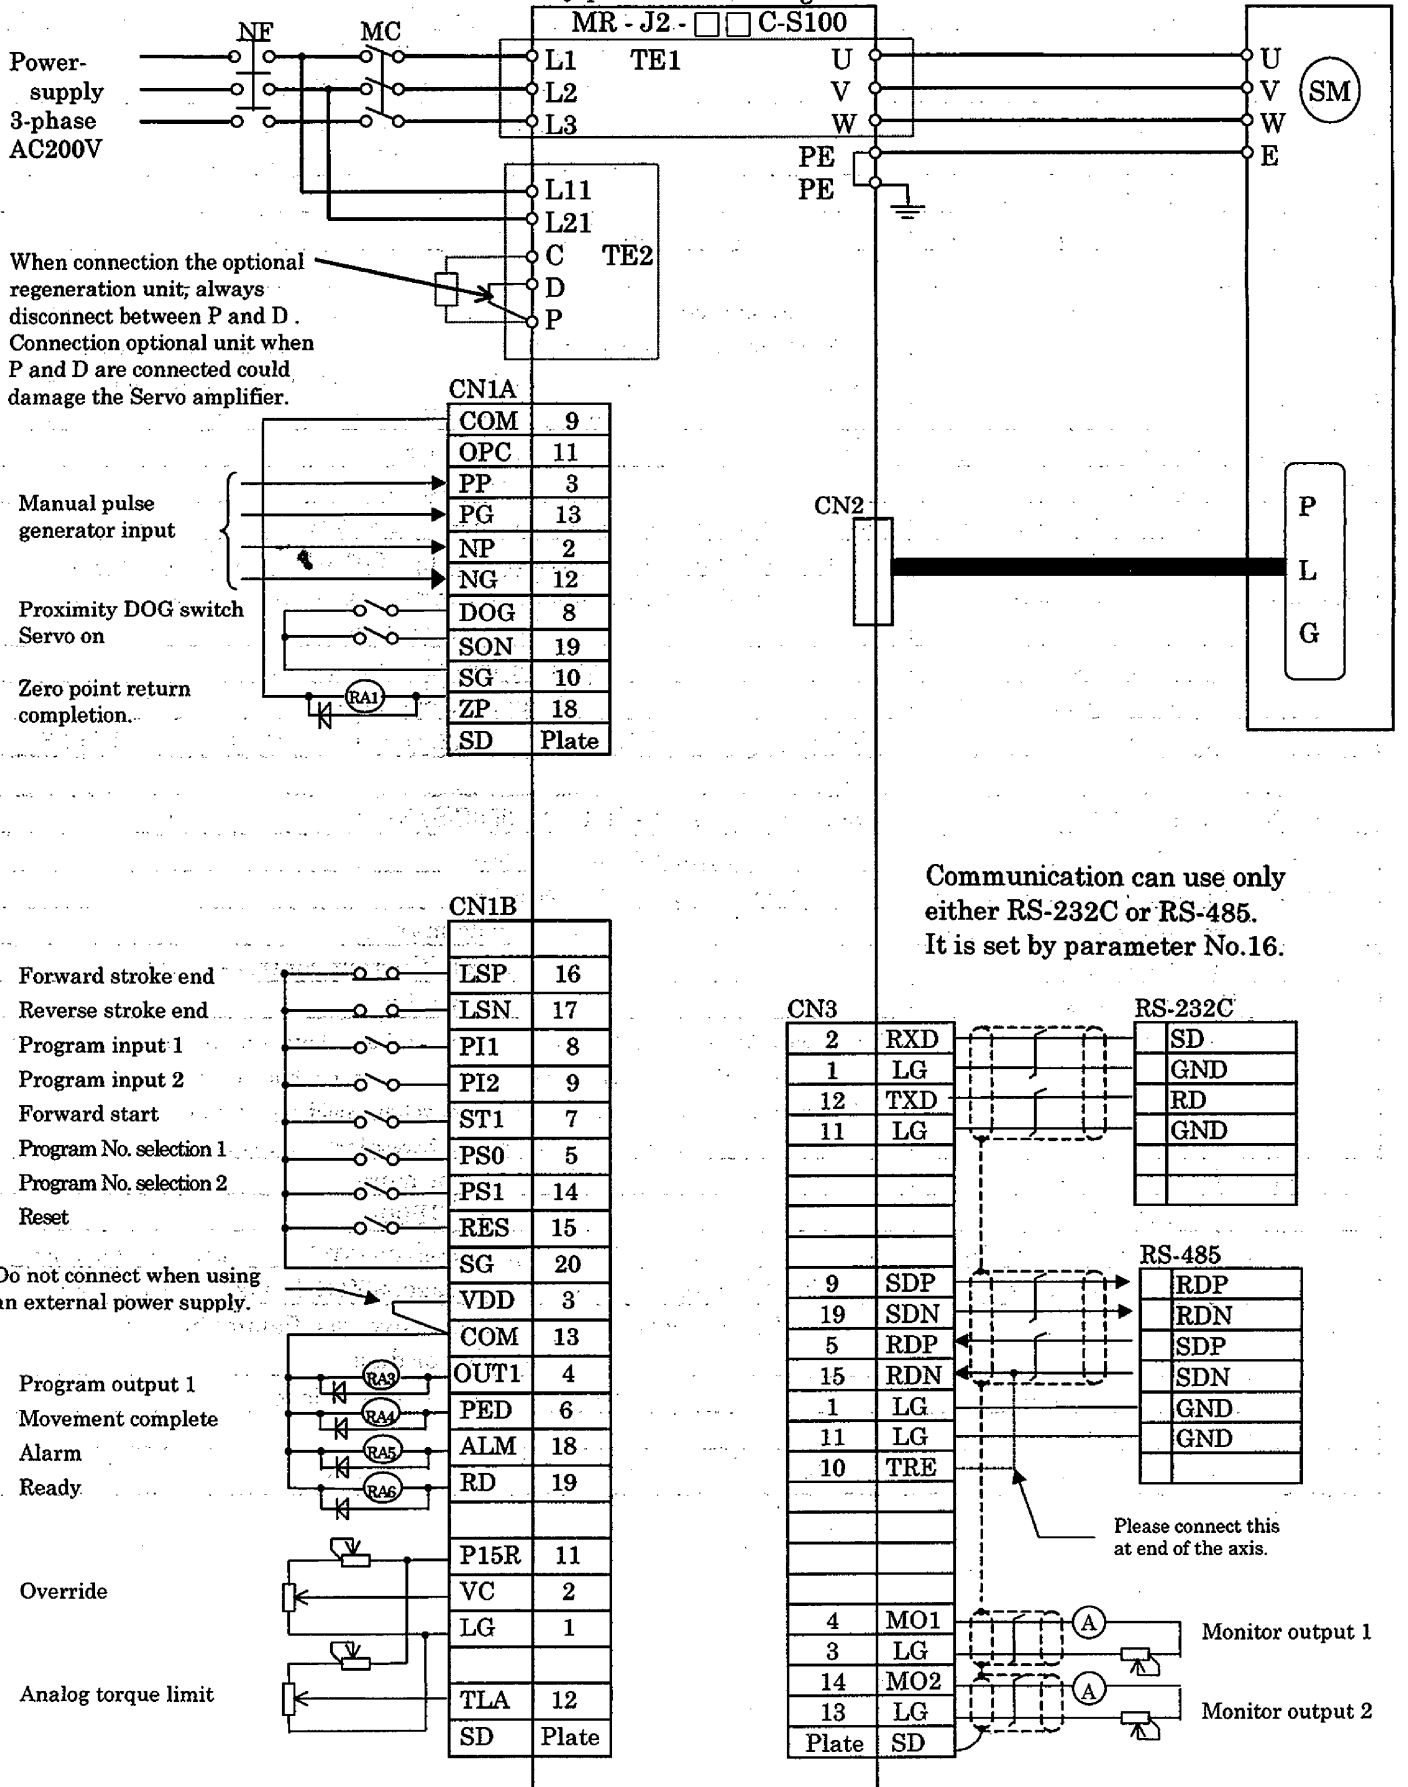 MR - J2 - □ □ C-S100
NF
MC
Power-
supply
3-phase
AC200V
L1
TE1
U
L2
V
L3
W
PE
PE
U
V
W
E
SM
L11
L21
C
TE2
D
P
When connection the optional
regeneration unit, always
disconnect between P and D .
Connection optional unit when
P and D are connected could
damage the Servo amplifier.
CN1A
COM 9
OPC 11
PP 3
PG 13
NP 2
NG 12
DOG 8
SON 19
SG 10
ZP 18
SD Plate
Manual pulse
generator input
Proximity DOG switch
Servo on
Zero point return
completion.
RA1
CN2
P
L
G
Communication can use only
either RS-232C or RS-485.
It is set by parameter No.16.
CN1B
Forward stroke end
LSP 16
Reverse stroke end
LSN 17
Program input 1
PI1 8
Program input 2
PI2 9
Forward start
ST1 7
Program No. selection 1
PS0 5
Program No. selection 2
PS1 14
Reset
RES 15
SG 20
Do not connect when using
an external power supply.
VDD 3
COM 13
Program output 1
RA3
OUT1 4
Movement complete
RA4
PED 6
Alarm
RA5
ALM 18
Ready
RA6
RD 19
P15R 11
Override
VC 2
LG 1
Analog torque limit
TLA 12
SD Plate
CN3
2 RXD
1 LG
12 TXD
11 LG
9 SDP
19 SDN
5 RDP
15 RDN
1 LG
11 LG
10 TRE
4 MO1
3 LG
14 MO2
13 LG
Plate SD
RS-232C
SD
GND
RD
GND
RS-485
RDP
RDN
SDP
SDN
GND
GND
Please connect this
at end of the axis.
A
Monitor output 1
A
Monitor output 2